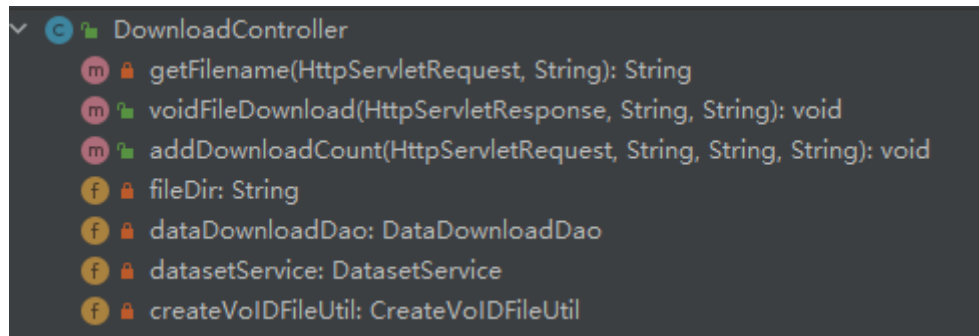 C DownloadController
m getFilename(HttpServletRequest, String): String
m voidFileDownload(HttpServletResponse, String, String): void
m addDownloadCount(HttpServletRequest, String, String, String): void
f fileDir: String
f dataDownloadDao: DataDownloadDao
f datasetService: DatasetService
f createVoIDFileUtil: CreateVoIDFileUtil